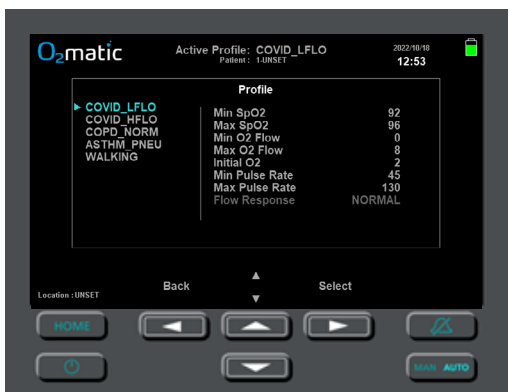 O2matic
Active Profile: COVID_LFLO
Patient : 1-UNSET
2022/10/18
12:53
Profile
COVID_LFLO
COVID_HFLO
COPD_NORM
ASTHM_PNEU
WALKING
Min SpO2 92
Max SpO2 96
Min O2 Flow 0
Max O2 Flow 8
Initial O2 2
Min Pulse Rate 45
Max Pulse Rate 130
Flow Response NORMAL
Back
Select
Location : UNSET
HOME
MAN AUTO